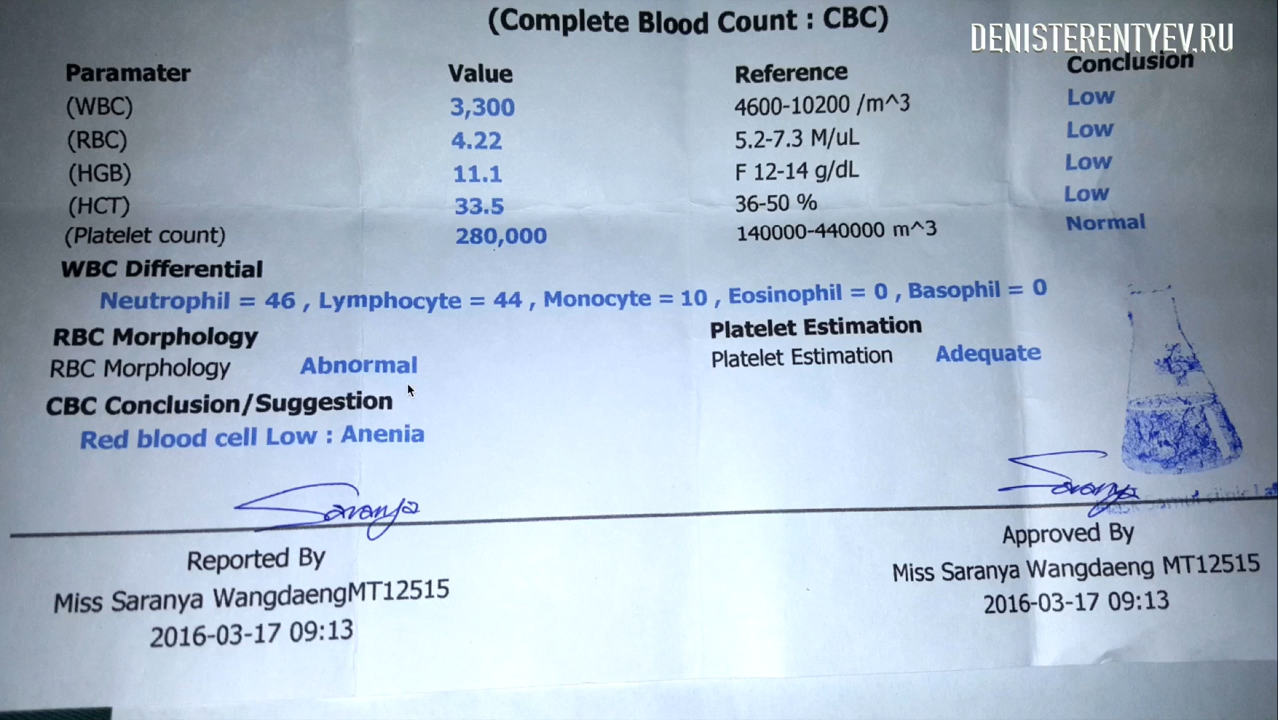 (Complete Blood Count : CBC)
DENISTERENTYEV.RU
Paramater Value Reference Conclusion
(WBC) 3,300 4600-10200 /m^3 Low
(RBC) 4.22 5.2-7.3 M/uL Low
(HGB) 11.1 F 12-14 g/dL Low
(HCT) 33.5 36-50 % Low
(Platelet count) 280,000 140000-440000 m^3 Normal
WBC Differential
Neutrophil = 46 , Lymphocyte = 44 , Monocyte = 10 , Eosinophil = 0 , Basophil = 0
RBC Morphology Platelet Estimation
RBC Morphology Abnormal Platelet Estimation Adequate
CBC Conclusion/Suggestion
Red blood cell Low : Anenia
Saranya Saranya
Reported By Approved By
Miss Saranya WangdaengMT12515 Miss Saranya Wangdaeng MT12515
2016-03-17 09:13 2016-03-17 09:13